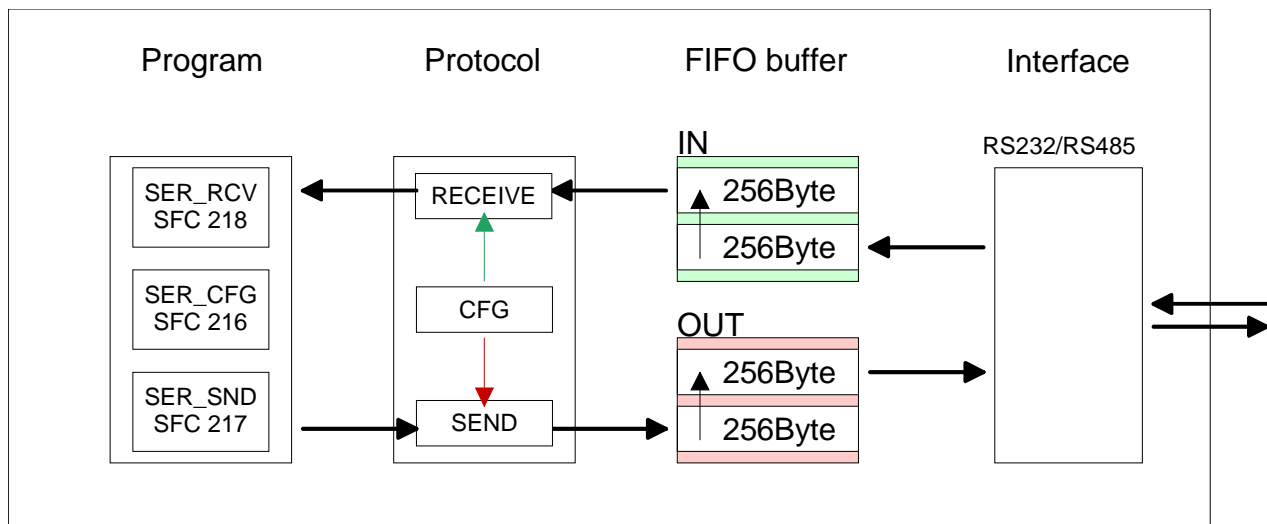 Program
Protocol
FIFO buffer
Interface
SER_RCV
SFC 218
SER_CFG
SFC 216
SER_SND
SFC 217
RECEIVE
CFG
SEND
IN
256Byte
256Byte
OUT
256Byte
256Byte
RS232/RS485